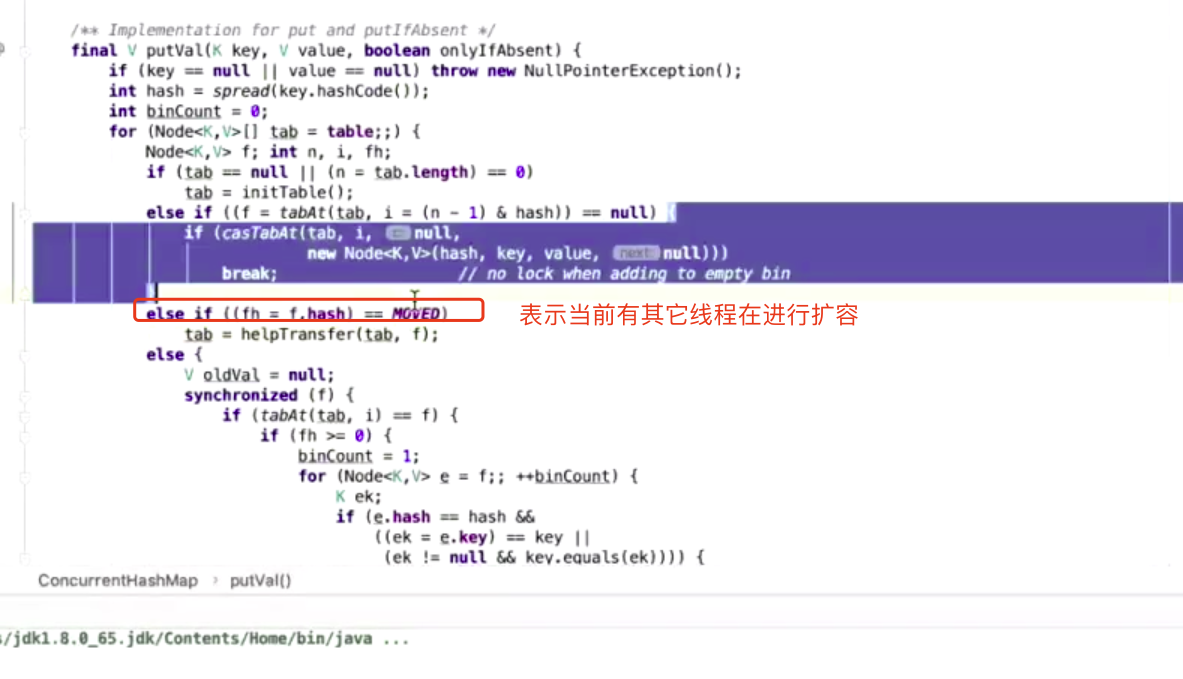 /** Implementation for put and putIfAbsent */
final V putVal(K key, V value, boolean onlyIfAbsent) {
if (key == null || value == null) throw new NullPointerException();
int hash = spread(key.hashCode());
int binCount = 0;
for (Node<K,V>[] tab = table;;) {
Node<K,V> f; int n, i, fh;
if (tab == null || (n = tab.length) == 0)
tab = initTable();
else if ((f = tabAt(tab, i = (n - 1) & hash)) == null) {
if (casTabAt(tab, i, c: null,
new Node<K,V>(hash, key, value, next: null)))
break; // no lock when adding to empty bin
}
else if ((fh = f.hash) == MOVED) 表示当前有其它线程在进行扩容
tab = helpTransfer(tab, f);
else {
V oldVal = null;
synchronized (f) {
if (tabAt(tab, i) == f) {
if (fh >= 0) {
binCount = 1;
for (Node<K,V> e = f;; ++binCount) {
K ek;
if (e.hash == hash &&
((ek = e.key) == key ||
(ek != null && key.equals(ek)))) {
ConcurrentHashMap › putVal()
/jdk1.8.0_65.jdk/Contents/Home/bin/java ...